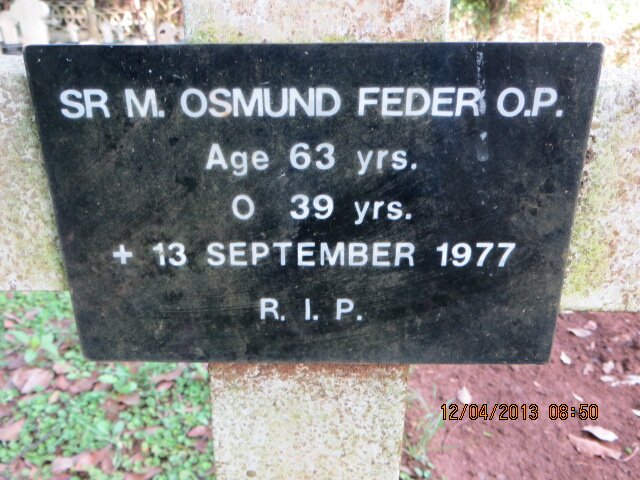 SR M. OSMUND FEDER O.P.
Age 63 yrs.
O 39 yrs.
+ 13 SEPTEMBER 1977
R. I. P.
12/04/2013 08:50